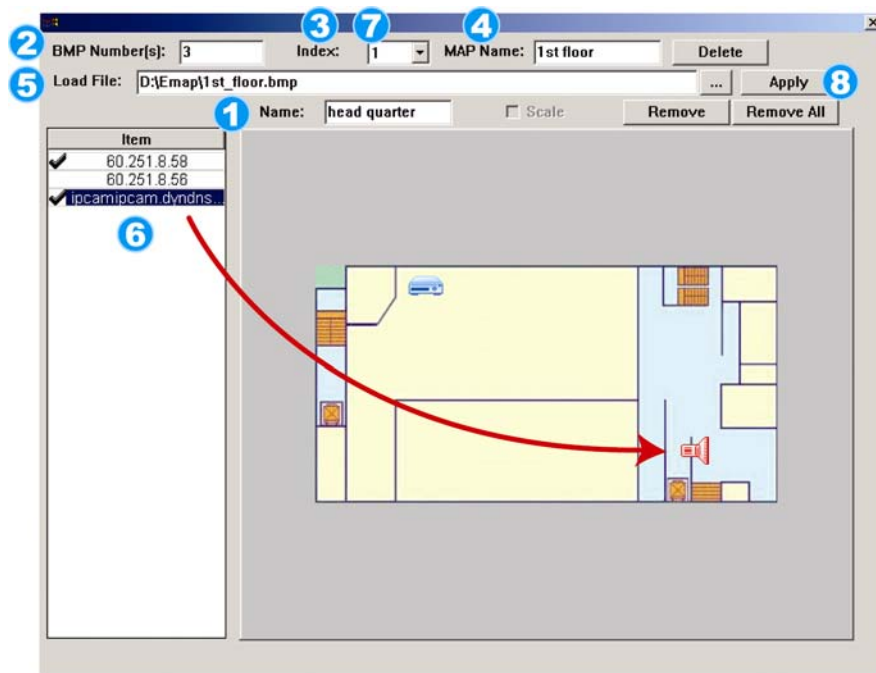 3 7 4
2 BMP Number(s): 3 Index: 1 MAP Name: 1st floor Delete
5 Load File: D:\Emap\1st_floor.bmp ... Apply 8
1 Name: head quarter Scale Remove Remove All
Item
60.251.8.58
60.251.8.56
ipcamipcam.dyndns...
6